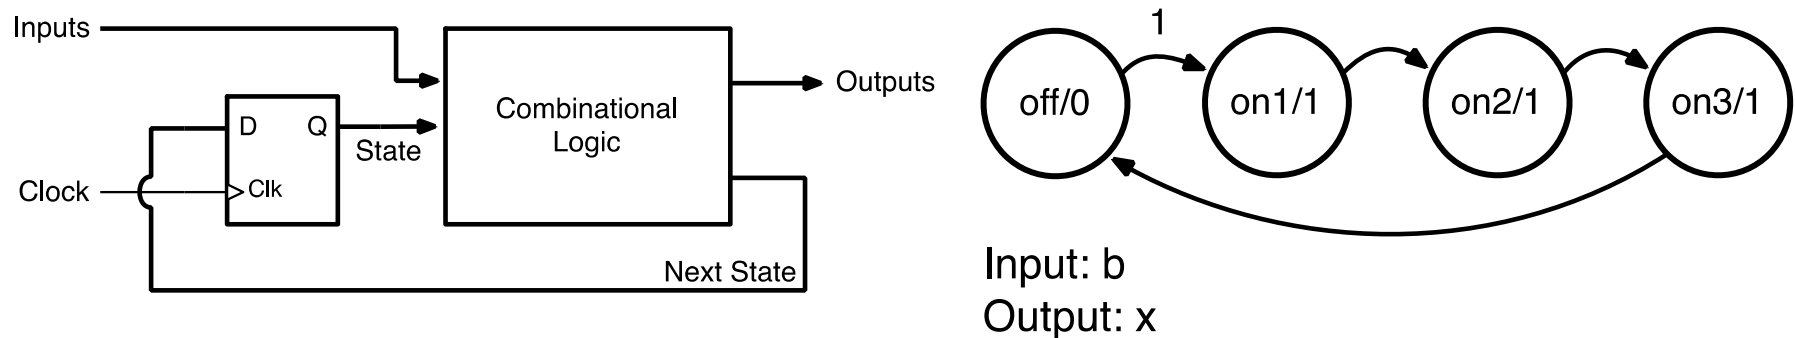 Inputs
Combinational
Logic
Outputs
D
Q
State
Clock
Clk
Next State
1
off/0
on1/1
on2/1
on3/1
Input: b
Output: x